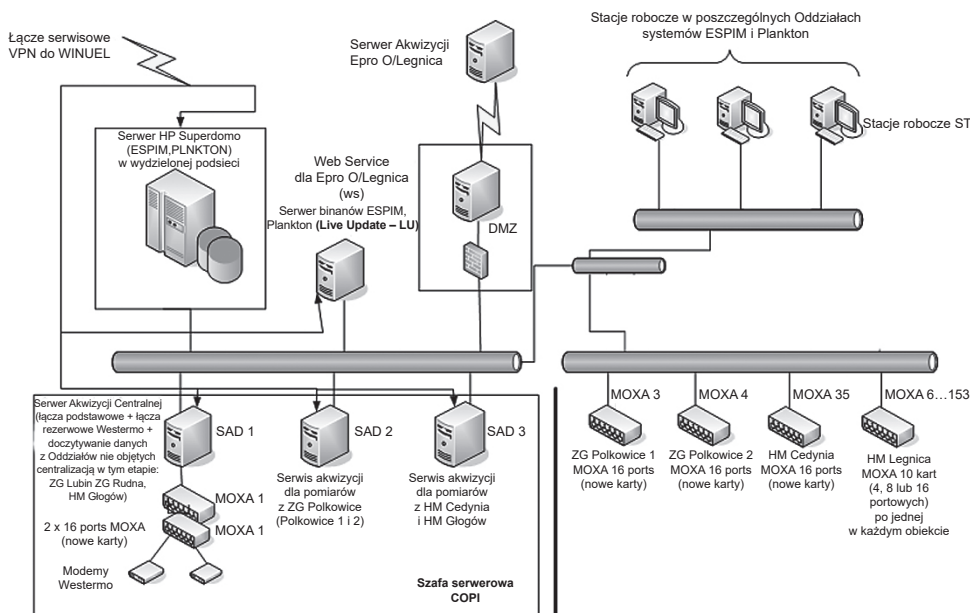 Łącze serwisowe
VPN do WINUEL
Serwer Akwizycji
Epro O/Legnica
Stacje robocze w poszczególnych Oddziałach
systemów ESPIM i Plankton
Stacje robocze ST
Serwer HP Superdomo
(ESPIM,PLNKTON)
w wydzielonej podsieci
Web Service
dla Epro O/Legnica
(ws)
Serwer binanów ESPIM,
Plankton (Live Update – LU)
DMZ
Serwer Akwizycji Centralnej
(łącza podstawowe + łącza
rezerwowe Westermo +
doczytywanie danych
z Oddziałów nie objętych
centralizacją w tym etapie:
ZG Lubin ZG Rudna,
HM Głogów)
SAD 1
SAD 2
SAD 3
Serwis akwizycji
dla pomiarów
z ZG Polkowice
(Polkowice 1 i 2)
Serwis akwizycji
dla pomiarów
z HM Cedynia
i HM Głogów
MOXA 1
MOXA 1
2 x 16 ports MOXA
(nowe karty)
Modemy
Westermo
Szafa serwerowa
COPI
MOXA 3
MOXA 4
MOXA 35
MOXA 6…153
ZG Polkowice 1
MOXA 16 ports
(nowe karty)
ZG Polkowice 2
MOXA 16 ports
(nowe karty)
HM Cedynia
MOXA 16 ports
(nowe karty)
HM Legnica
MOXA 10 kart
(4, 8 lub 16
portowych)
po jednej
w każdym obiekcie